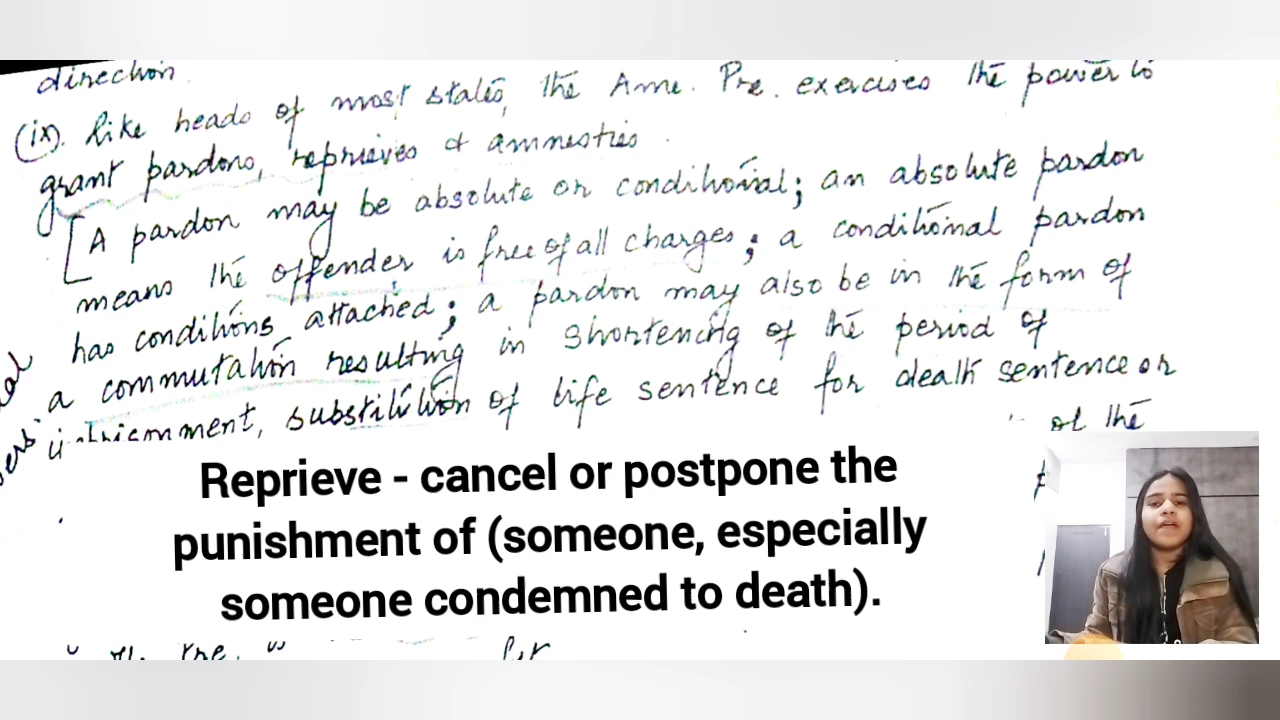 direction.
(ix). Like heads of most states, the Ame. Pre. exercises the power to
grant pardons, reprieves & amnesties.
[A pardon may be absolute or conditional; an absolute pardon
means the offender is free of all charges; a conditional pardon
has conditions attached; a pardon may also be in the form of
a commutation resulting in shortening of the period of
imprisonment, substitution of life sentence for death sentence or
of the
Reprieve - cancel or postpone the
punishment of (someone, especially
someone condemned to death).